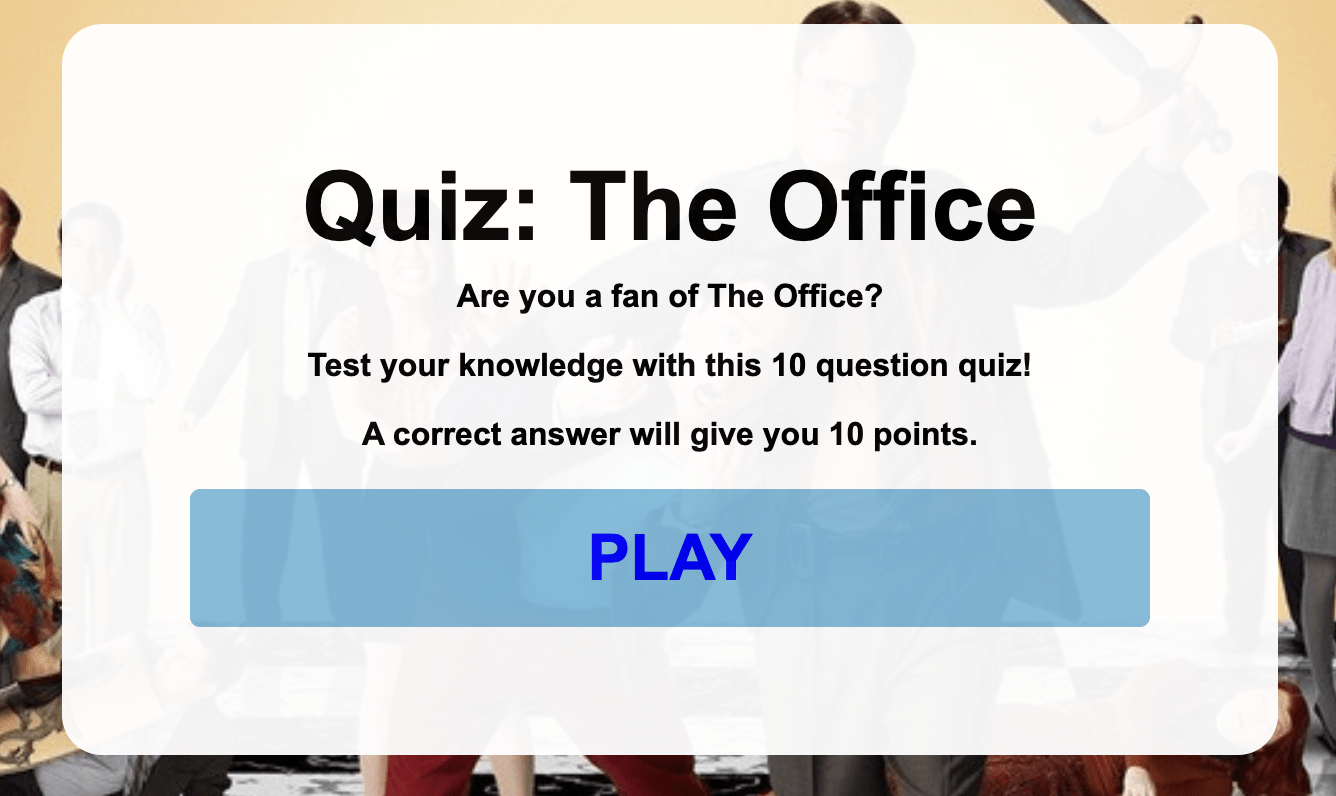 Quiz: The Office
Are you a fan of The Office?
Test your knowledge with this 10 question quiz!
A correct answer will give you 10 points.
PLAY